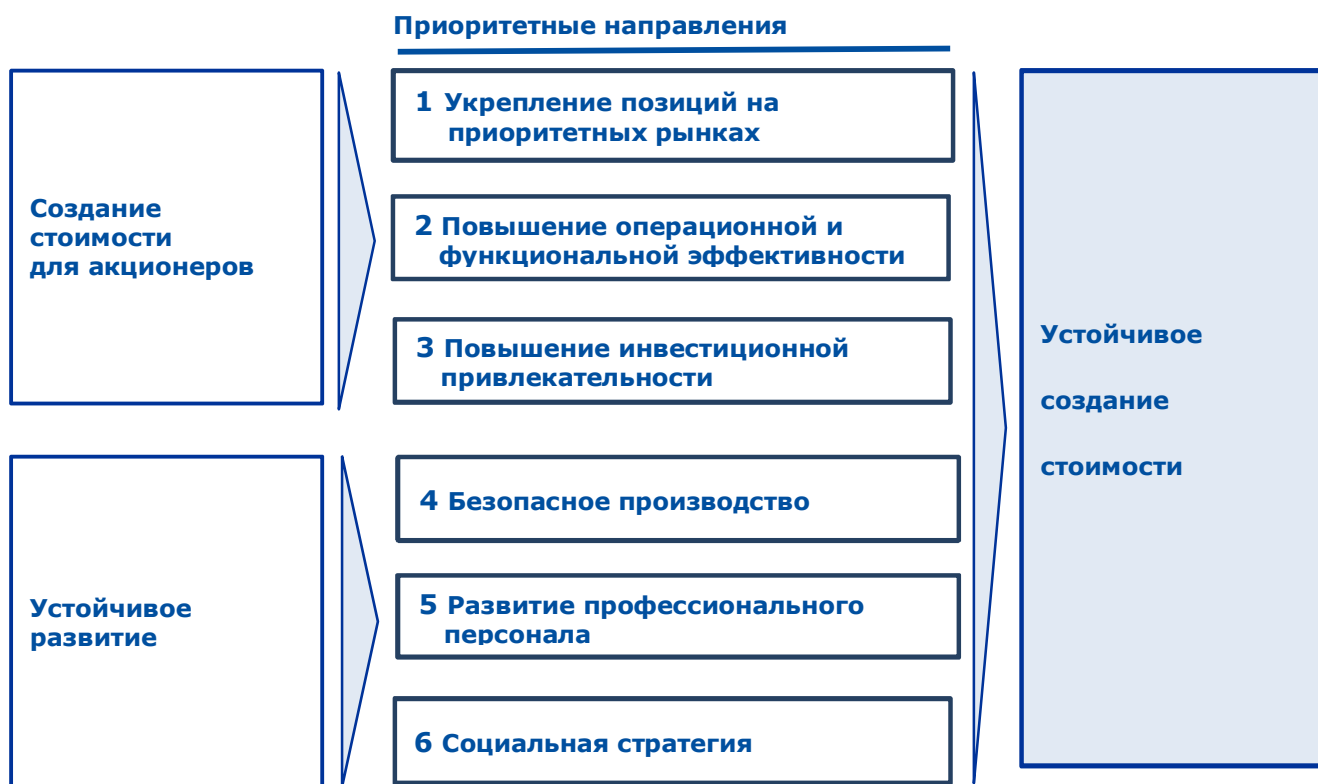 Приоритетные направления
Создание
стоимости
для акционеров
1 Укрепление позиций на
приоритетных рынках
2 Повышение операционной и
функциональной эффективности
3 Повышение инвестиционной
привлекательности
Устойчивое
развитие
4 Безопасное производство
5 Развитие профессионального
персонала
6 Социальная стратегия
Устойчивое
создание
стоимости